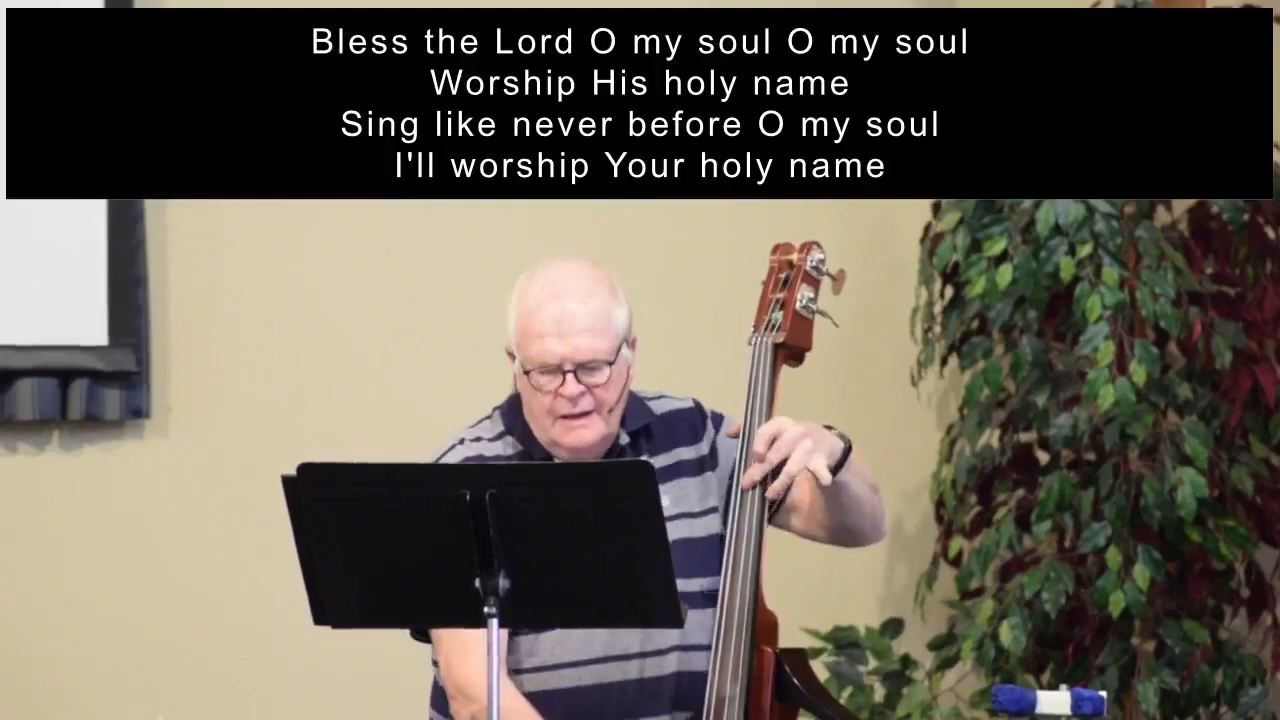 Bless the Lord O my soul O my soul
Worship His holy name
Sing like never before O my soul
I'll worship Your holy name